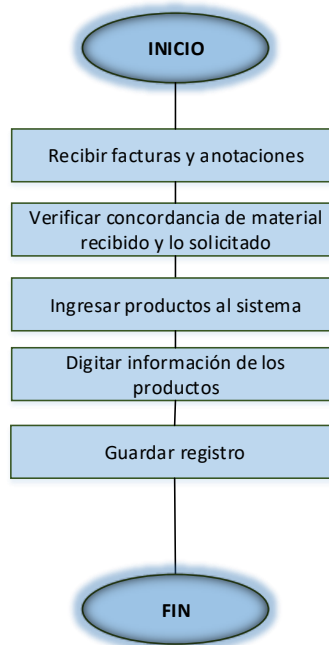 INICIO
Recibir facturas y anotaciones
Verificar concordancia de material
recibido y lo solicitado
Ingresar productos al sistema
Digitar información de los
productos
Guardar registro
FIN